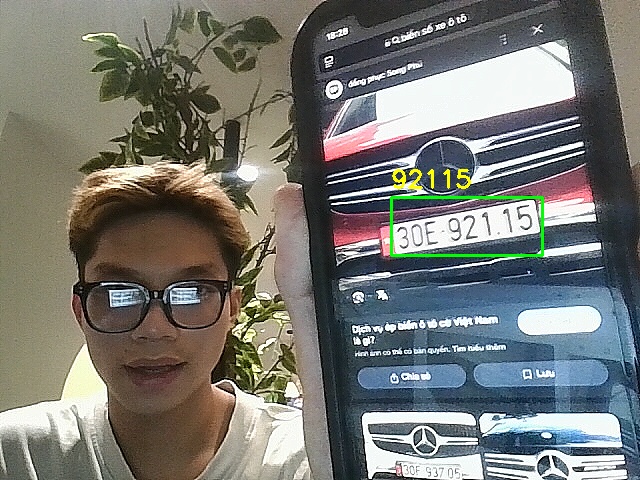 18:28
biển số xe ô tô
đồng phục Song Phú
92115
30E-921.15
Dịch vụ ép biển ô tô cứ Việt Nam
là gì?
Hình ảnh có thể có bản quyền. Tìm hiểu thêm
Chia sẻ
Lưu
30F 937.05